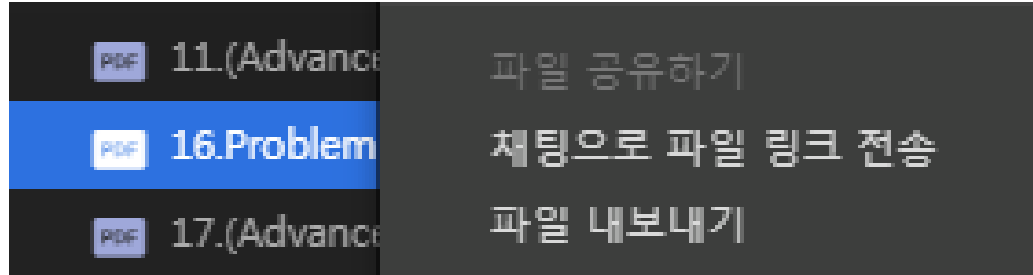 PDF 11.(Advance
파일 공유하기
PDF 16.Problem
채팅으로 파일 링크 전송
PDF 17.(Advance
파일 내보내기